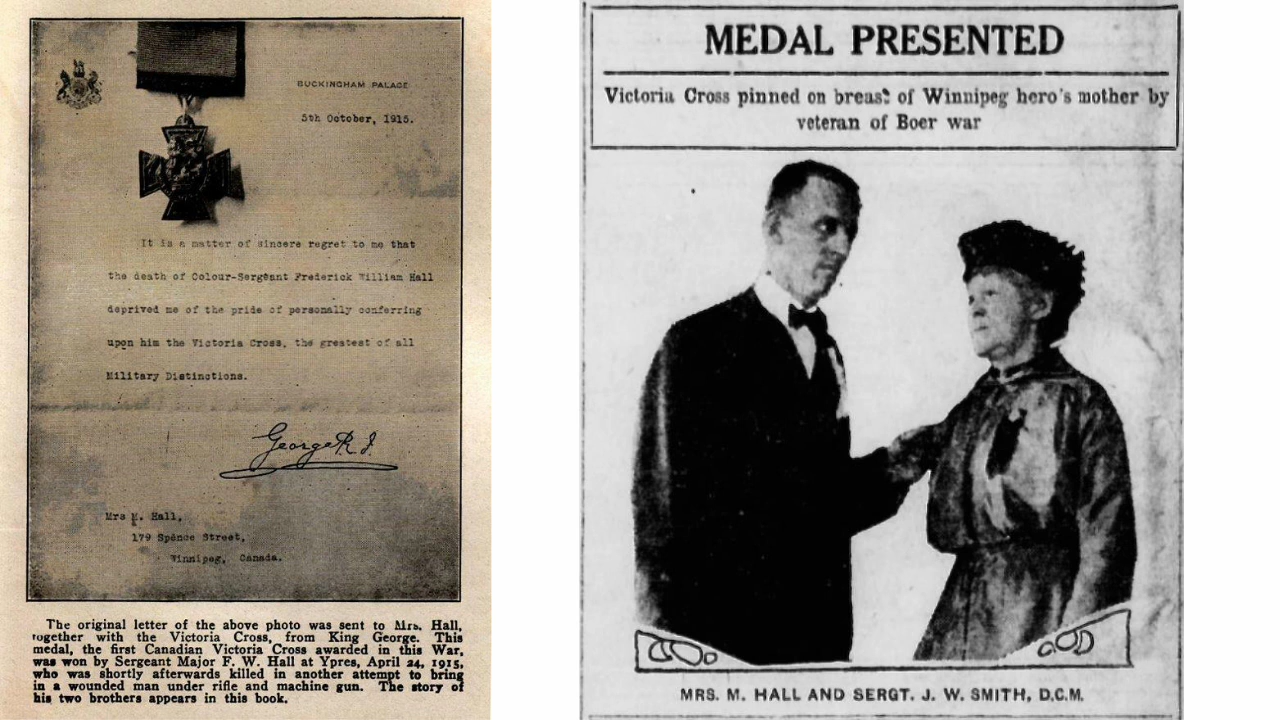 BUCKINGHAM PALACE
5th October, 1915.
It is a matter of sincere regret to me that
the death of Colour-Sergeant Frederick William Hall
deprived me of the pride of personally conferring
upon him the Victoria Cross, the greatest of all
Military Distinctions.
George R.I.
Mrs M. Hall,
179 Spence Street,
Winnipeg, Canada.
The original letter of the above photo was sent to Mrs. Hall,
together with the Victoria Cross, from King George. This
medal, the first Canadian Victoria Cross awarded in this War,
was won by Sergeant Major F. W. Hall at Ypres, April 24, 1915,
who was shortly afterwards killed in another attempt to bring
in a wounded man under rifle and machine gun. The story of
his two brothers appears in this book.
MEDAL PRESENTED
Victoria Cross pinned on breast of Winnipeg hero's mother by
veteran of Boer war
MRS. M. HALL AND SERGT. J. W. SMITH, D.C.M.